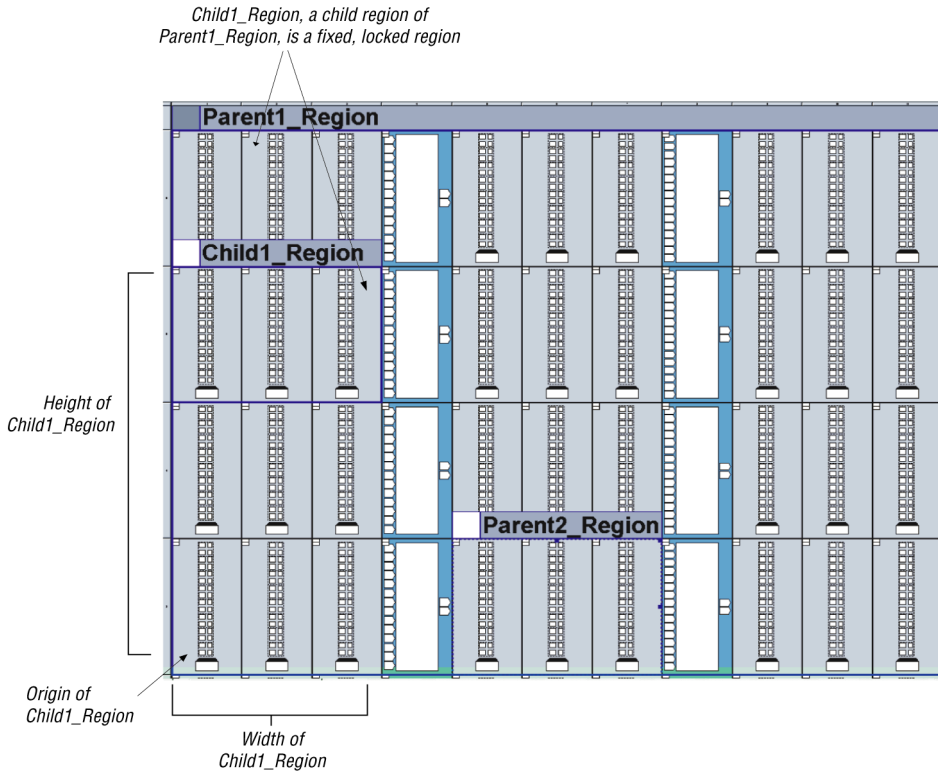 Child1_Region, a child region of
Parent1_Region, is a fixed, locked region
Parent1_Region
Child1_Region
Height of
Child1_Region
Parent2_Region
Origin of
Child1_Region
Width of
Child1_Region